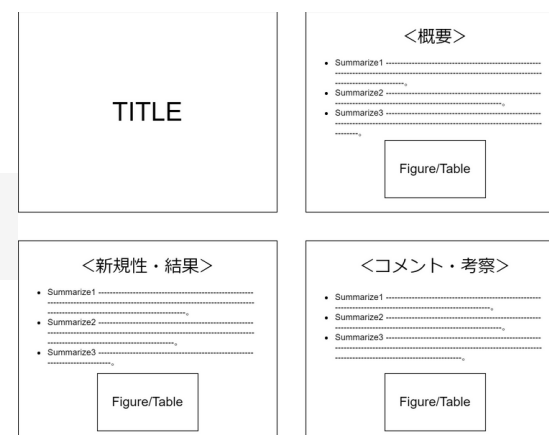 TITLE
＜概要＞
• Summarize1 ------------------------------------------------------
------------------------------------------------------------------------
------------------------。
• Summarize2 ------------------------------------------------------
----------------------------------------------------------。
• Summarize3 ------------------------------------------------------
------------------------------------------------------------------------
--------。
Figure/Table
＜新規性・結果＞
• Summarize1 ------------------------------------------------------
------------------------------------------------------------------------
------------------------------------------------。
• Summarize2 ------------------------------------------------------
------------------------------------------------------------------------
--------------------------------------------。
• Summarize3 ------------------------------------------------------
----------------------。
Figure/Table
＜コメント・考察＞
• Summarize1 ------------------------------------------------------
------------------------------------------------------。
• Summarize2 ------------------------------------------------------
----------------------------------------------------------。
• Summarize3 ------------------------------------------------------
------------------------------------------------------------------------
--------------------------------------------。
Figure/Table